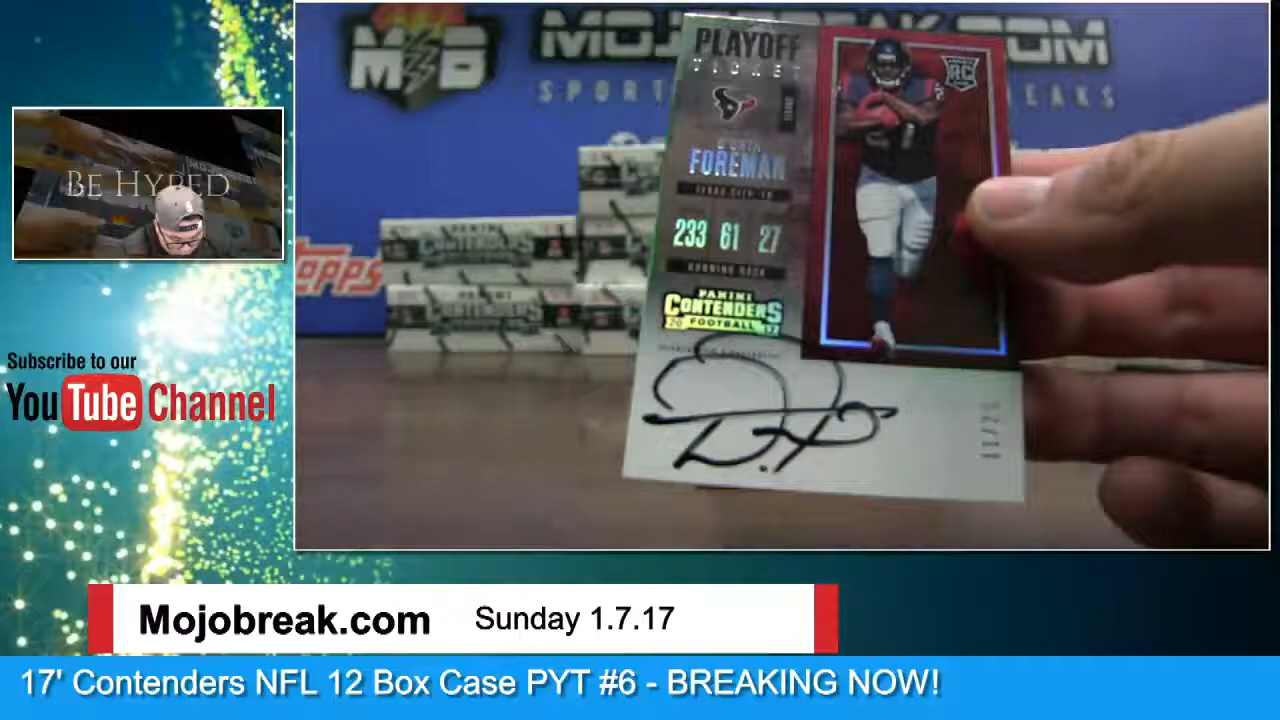 MOJOBREAK.COM
BE HYPED
PLAYOFF
TICKET
RC
FOREMAN
233 61 27
RUNNING BACK
PANINI
CONTENDERS
FOOTBALL
topps
Subscribe to our
YouTube Channel
Mojobreak.com Sunday 1.7.17
17' Contenders NFL 12 Box Case PYT #6 - BREAKING NOW!